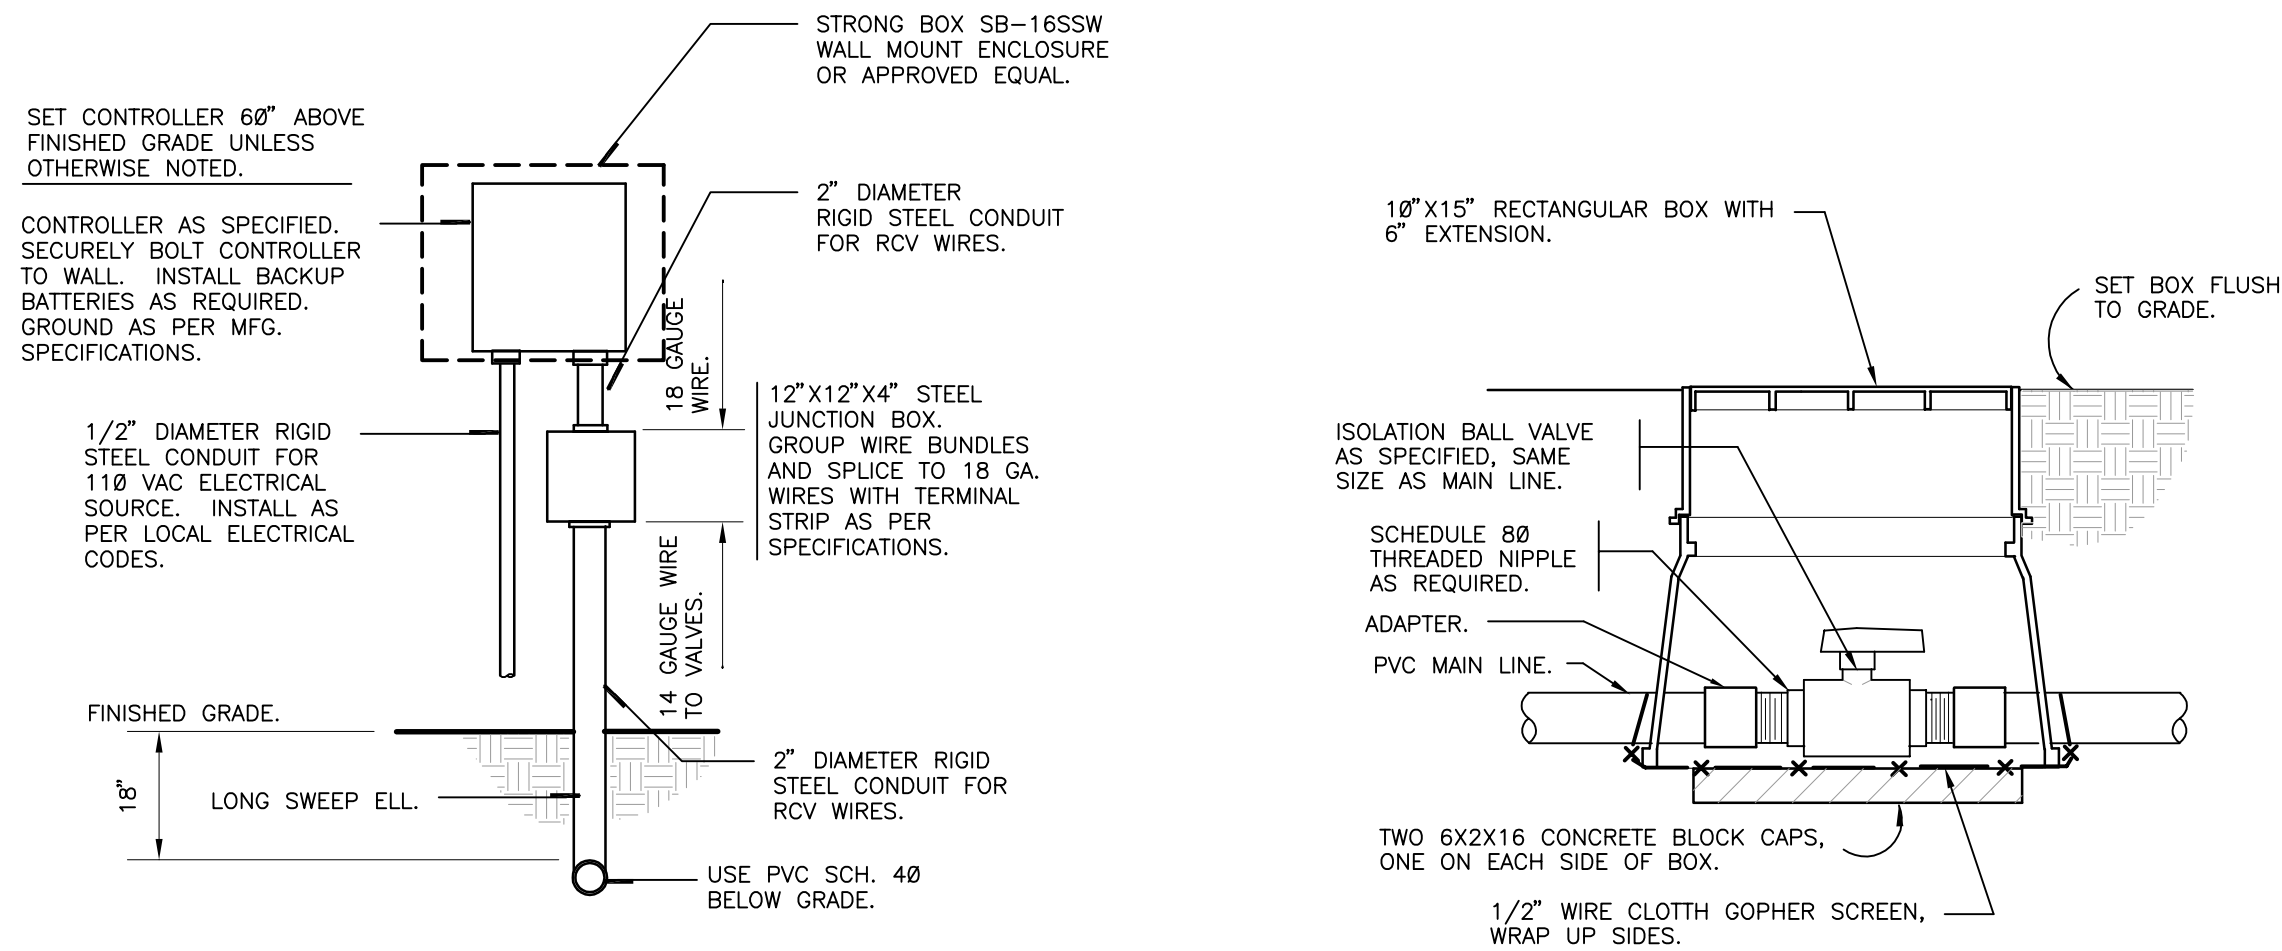 STRONG BOX SB-16SSW
WALL MOUNT ENCLOSURE
OR APPROVED EQUAL.
SET CONTROLLER 60" ABOVE
FINISHED GRADE UNLESS
OTHERWISE NOTED.
CONTROLLER AS SPECIFIED.
SECURELY BOLT CONTROLLER
TO WALL. INSTALL BACKUP
BATTERIES AS REQUIRED.
GROUND AS PER MFG.
SPECIFICATIONS.
2" DIAMETER
RIGID STEEL CONDUIT
FOR RCV WIRES.
18 GAUGE
WIRE.
12"X12"X4" STEEL
JUNCTION BOX.
GROUP WIRE BUNDLES
AND SPLICE TO 18 GA.
WIRES WITH TERMINAL
STRIP AS PER
SPECIFICATIONS.
1/2" DIAMETER RIGID
STEEL CONDUIT FOR
110 VAC ELECTRICAL
SOURCE. INSTALL AS
PER LOCAL ELECTRICAL
CODES.
14 GAUGE WIRE
TO VALVES.
FINISHED GRADE.
18"
LONG SWEEP ELL.
2" DIAMETER RIGID
STEEL CONDUIT FOR
RCV WIRES.
USE PVC SCH. 40
BELOW GRADE.
10"X15" RECTANGULAR BOX WITH
6" EXTENSION.
SET BOX FLUSH
TO GRADE.
ISOLATION BALL VALVE
AS SPECIFIED, SAME
SIZE AS MAIN LINE.
SCHEDULE 80
THREADED NIPPLE
AS REQUIRED.
ADAPTER.
PVC MAIN LINE.
TWO 6X2X16 CONCRETE BLOCK CAPS,
ONE ON EACH SIDE OF BOX.
1/2" WIRE CLOTTH GOPHER SCREEN,
WRAP UP SIDES.